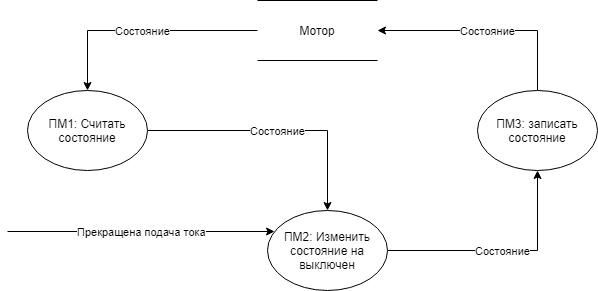 Состояние
Мотор
Состояние
ПМ1: Считать
состояние
Состояние
ПМ3: записать
состояние
Прекращена подача тока
ПМ2: Изменить
состояние на
выключен
Состояние